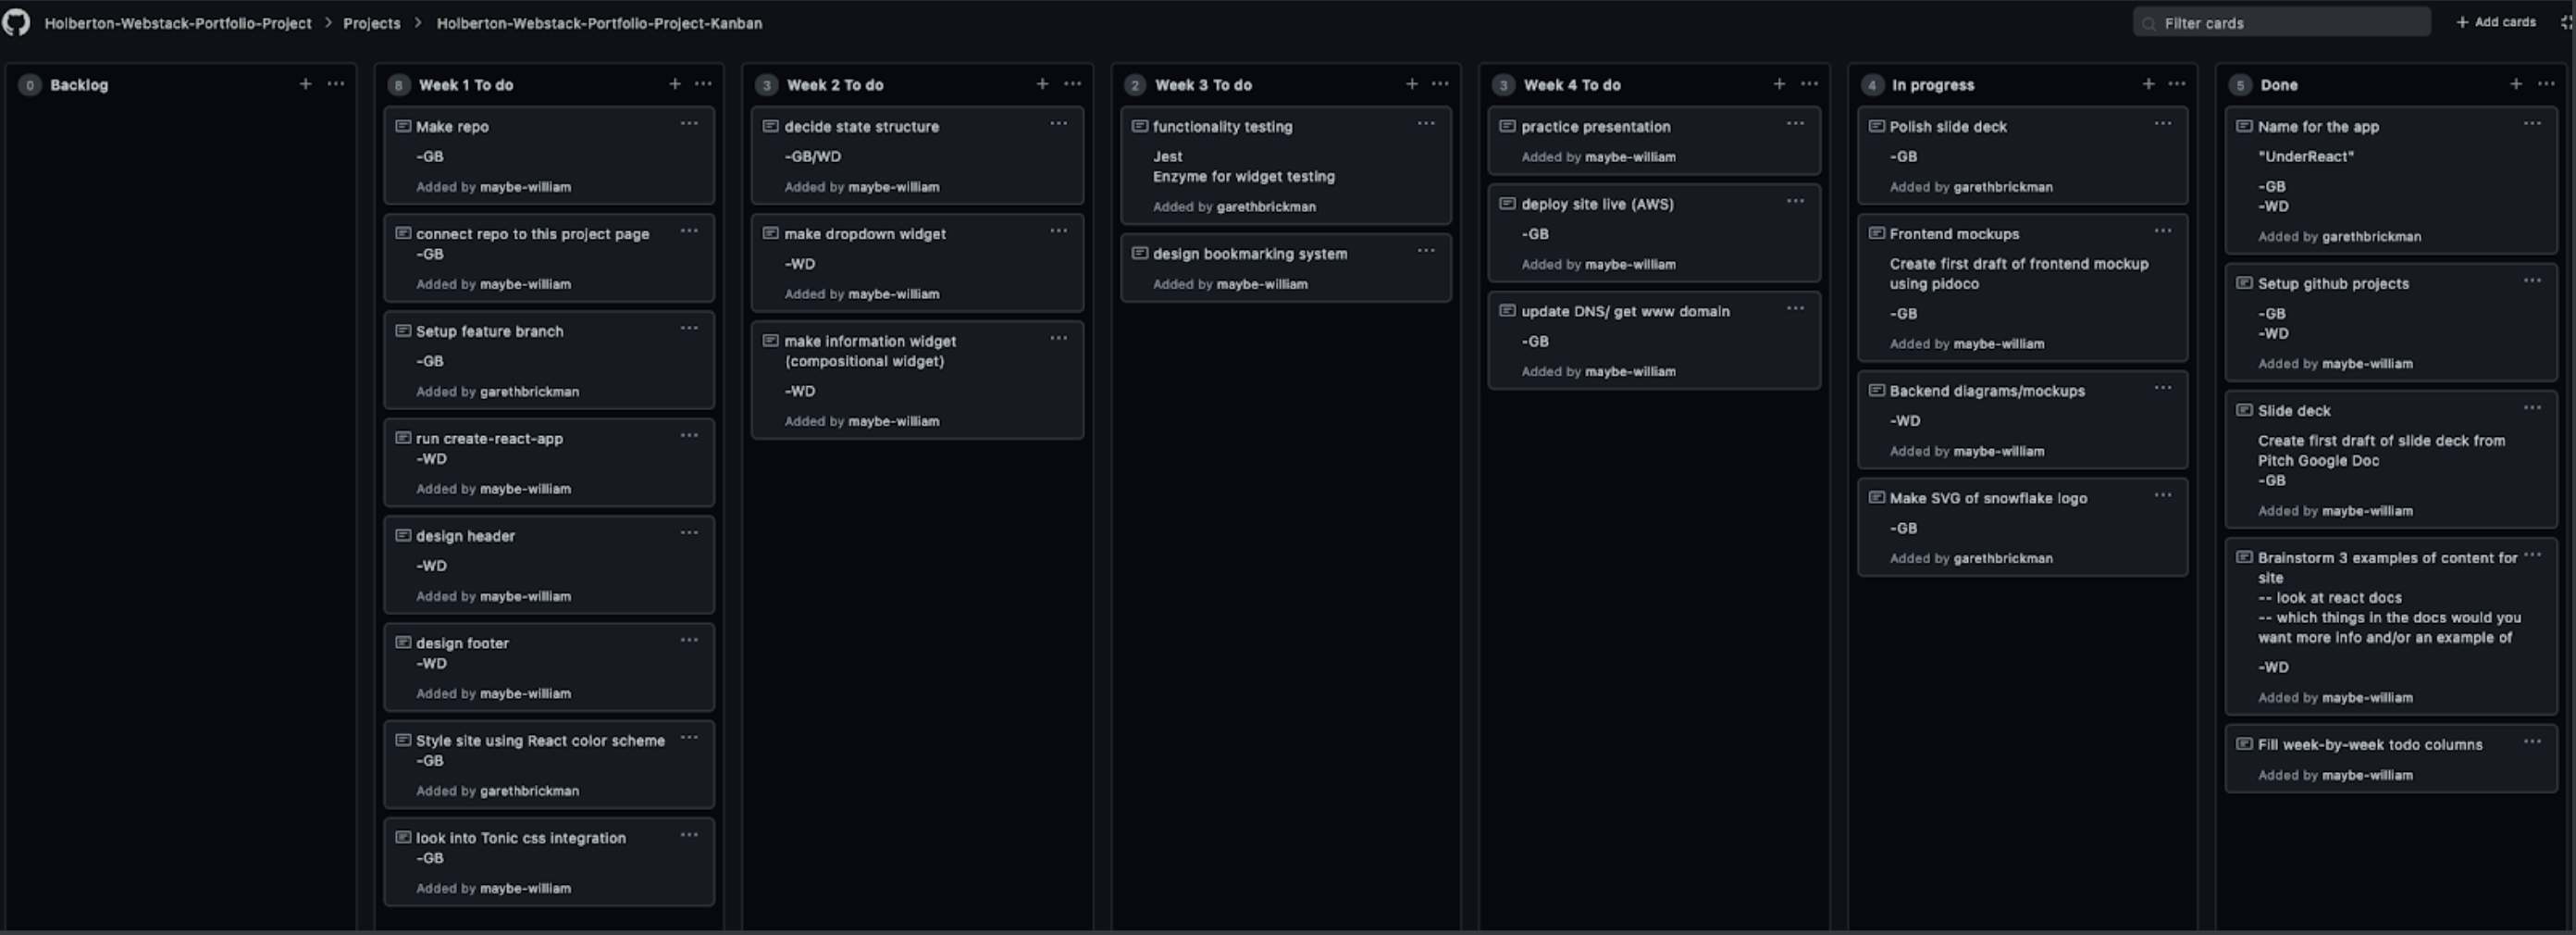 Holberton-Webstack-Portfolio-Project > Projects > Holberton-Webstack-Portfolio-Project-Kanban
Filter cards
+ Add cards
0 Backlog
8 Week 1 To do
Make repo
-GB
Added by maybe-william
connect repo to this project page
-GB
Added by maybe-william
Setup feature branch
-GB
Added by garethbrickman
run create-react-app
-WD
Added by maybe-william
design header
-WD
Added by maybe-william
design footer
-WD
Added by maybe-william
Style site using React color scheme
-GB
Added by garethbrickman
look into Tonic css integration
-GB
Added by maybe-william
3 Week 2 To do
decide state structure
-GB/WD
Added by maybe-william
make dropdown widget
-WD
Added by maybe-william
make information widget
(compositional widget)
-WD
Added by maybe-william
2 Week 3 To do
functionality testing
Jest
Enzyme for widget testing
Added by garethbrickman
design bookmarking system
Added by maybe-william
3 Week 4 To do
practice presentation
Added by maybe-william
deploy site live (AWS)
-GB
Added by maybe-william
update DNS/ get www domain
-GB
Added by maybe-william
4 In progress
Polish slide deck
-GB
Added by garethbrickman
Frontend mockups
Create first draft of frontend mockup
using pidoco
-GB
Added by maybe-william
Backend diagrams/mockups
-WD
Added by maybe-william
Make SVG of snowflake logo
-GB
Added by garethbrickman
5 Done
Name for the app
"UnderReact"
-GB
-WD
Added by garethbrickman
Setup github projects
-GB
-WD
Added by maybe-william
Slide deck
Create first draft of slide deck from
Pitch Google Doc
-GB
Added by maybe-william
Brainstorm 3 examples of content for
site
-- look at react docs
-- which things in the docs would you
want more info and/or an example of
-WD
Added by maybe-william
Fill week-by-week todo columns
Added by maybe-william